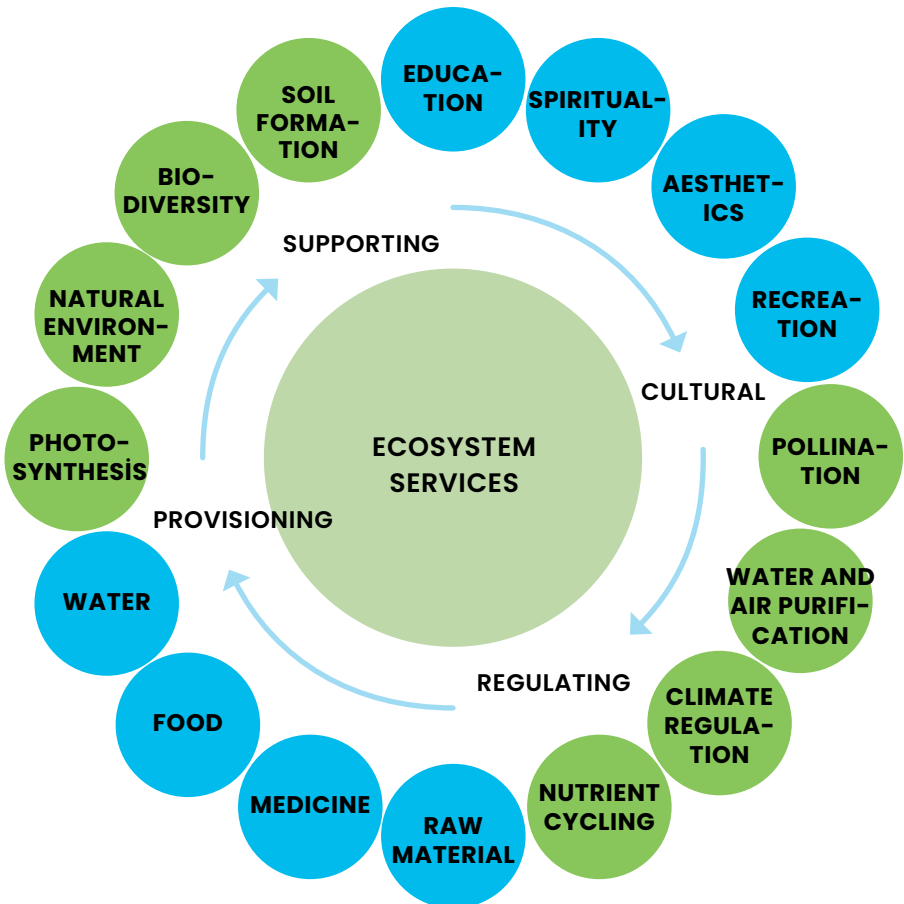 EDUCA-
TION
SPIRITUAL-
ITY
AESTHET-
ICS
RECREA-
TION
POLLINA-
TION
WATER AND
AIR PURIFI-
CATION
CLIMATE
REGULA-
TION
NUTRIENT
CYCLING
RAW
MATERIAL
MEDICINE
FOOD
WATER
PHOTO-
SYNTHESİS
NATURAL
ENVIRON-
MENT
BIO-
DIVERSITY
SOIL
FORMA-
TION
SUPPORTING
CULTURAL
REGULATING
PROVISIONING
ECOSYSTEM
SERVICES